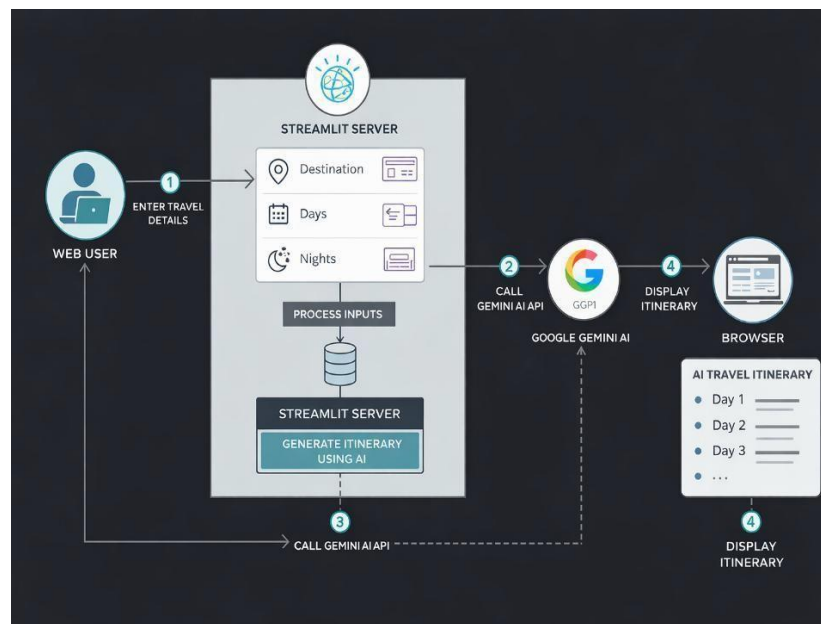 STREAMLIT SERVER
Destination
Days
Nights
1
ENTER TRAVEL
DETAILS
WEB USER
PROCESS INPUTS
STREAMLIT SERVER
GENERATE ITINERARY
USING AI
2
CALL
GEMINI AI API
GGP1
GOOGLE GEMINI AI
4
DISPLAY
ITINERARY
BROWSER
AI TRAVEL ITINERARY
Day 1
Day 2
Day 3
...
3
CALL GEMINI AI API
4
DISPLAY
ITINERARY